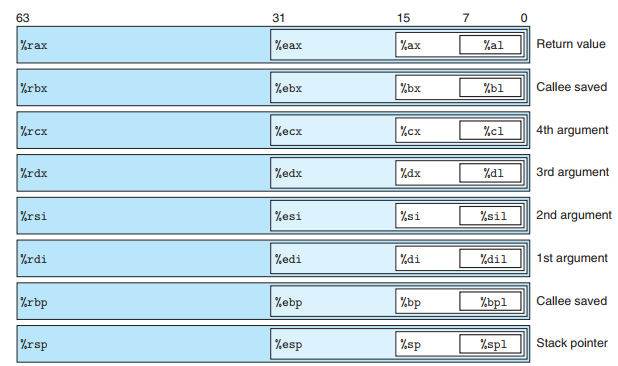 63 31 15 7 0
%rax %eax %ax %al Return value
%rbx %ebx %bx %bl Callee saved
%rcx %ecx %cx %cl 4th argument
%rdx %edx %dx %dl 3rd argument
%rsi %esi %si %sil 2nd argument
%rdi %edi %di %dil 1st argument
%rbp %ebp %bp %bpl Callee saved
%rsp %esp %sp %spl Stack pointer